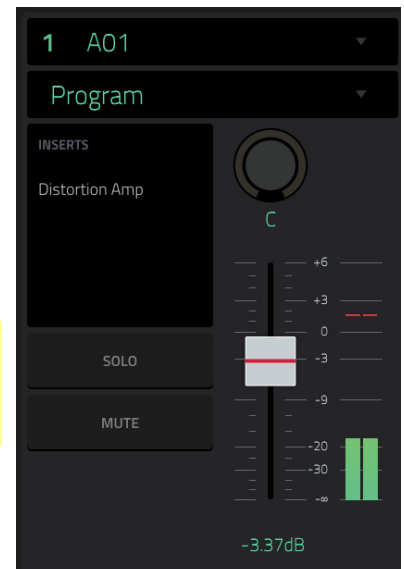 1 A01
Program
INSERTS
Distortion Amp
C
+6
+3
0
-3
-9
-20
-30
-∞
SOLO
MUTE
-3.37dB